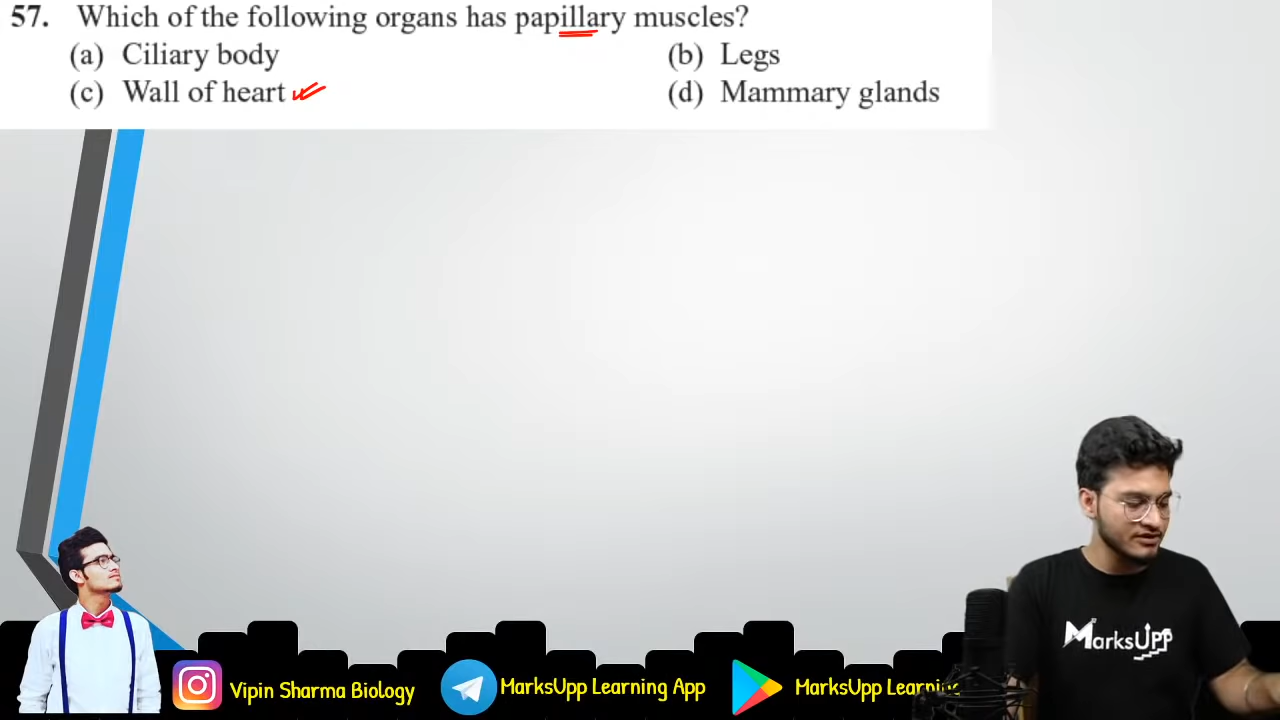 57. Which of the following organs has papillary muscles?
(a) Ciliary body
(b) Legs
(c) Wall of heart
(d) Mammary glands
MarksUpp
Vipin Sharma Biology
MarksUpp Learning App
MarksUpp Learning